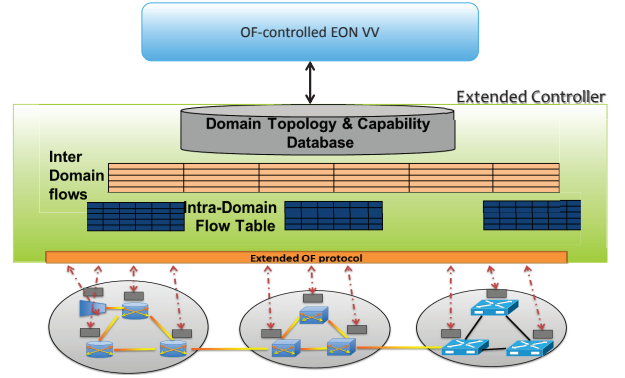 OF-controlled EON VV
Extended Controller
Domain Topology & Capability
Database
Inter
Domain
flows
Intra-Domain
Flow Table
Extended OF protocol